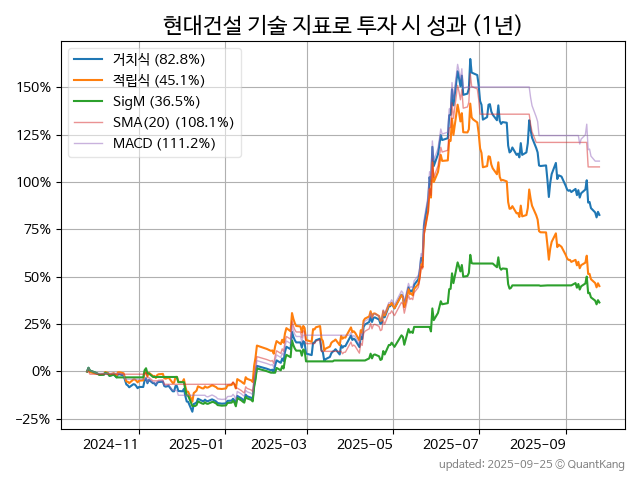 현대건설 기술 지표로 투자 시 성과 (1년)
거치식 (82.8%)
적립식 (45.1%)
SigM (36.5%)
SMA(20) (108.1%)
MACD (111.2%)
150%
125%
100%
75%
50%
25%
0%
−25%
2024−11 2025−01 2025−03 2025−05 2025−07 2025−09
updated: 2025-09-25 © QuantKang